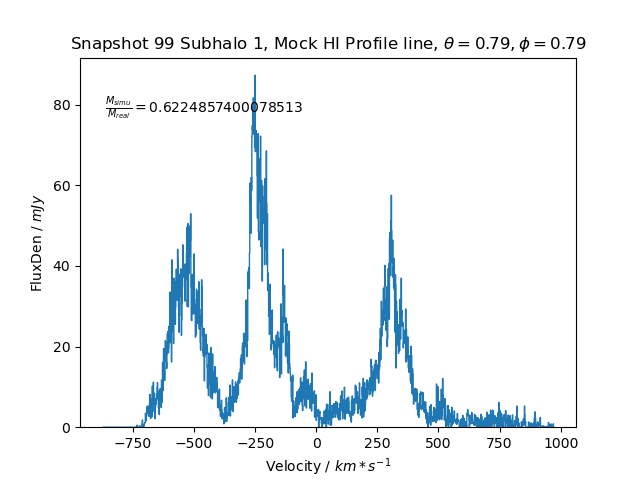 Snapshot 99 Subhalo 1, Mock HI Profile line, θ = 0.79, ϕ = 0.79
M_simu/M_real = 0.6224857400078513
FluxDen / mJy
80
60
40
20
0
−750 −500 −250 0 250 500 750 1000
Velocity / km * s⁻¹